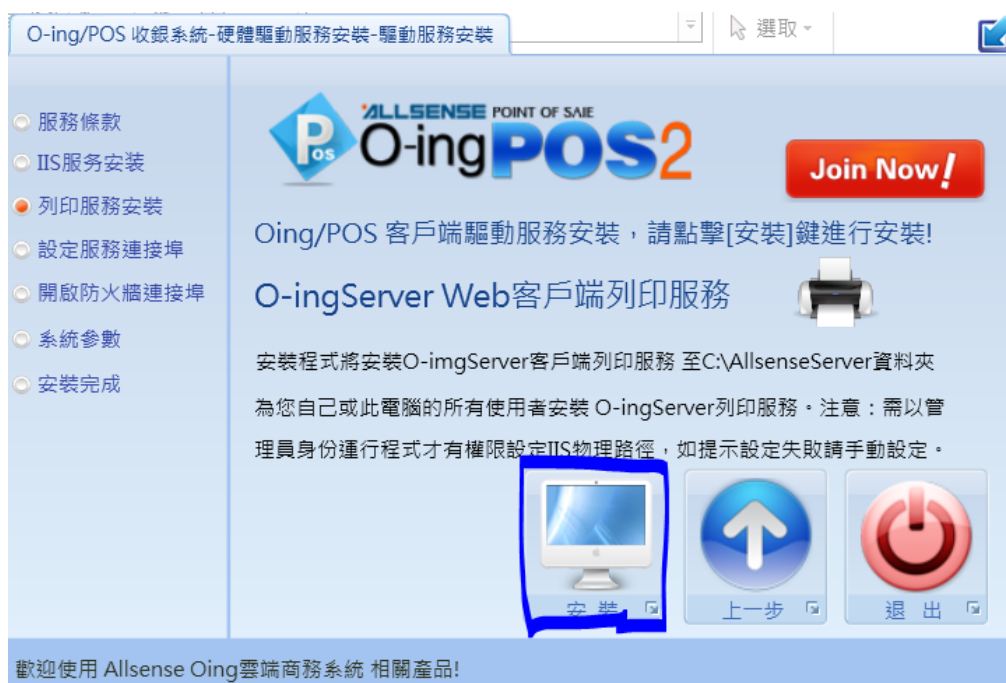 O-ing/POS 收銀系統-硬體驅動服務安裝-驅動服務安裝
選取
服務條款
IIS服务安装
列印服務安裝
設定服務連接埠
開啟防火牆連接埠
系統參數
安裝完成
ALLSENSE POINT OF SAIE
Pos O-ing POS2
Join Now!
Oing/POS 客戶端驅動服務安裝，請點擊[安裝]鍵進行安裝!
O-ingServer Web客戶端列印服務
安裝程式將安裝O-imgServer客戶端列印服務 至C:\AllsenseServer資料夾
為您自己或此電腦的所有使用者安裝 O-ingServer列印服務。注意：需以管
理員身份運行程式才有權限設定IIS物理路徑，如提示設定失敗請手動設定。
安 裝
上一步
退 出
歡迎使用 Allsense Oing雲端商務系統 相關產品!